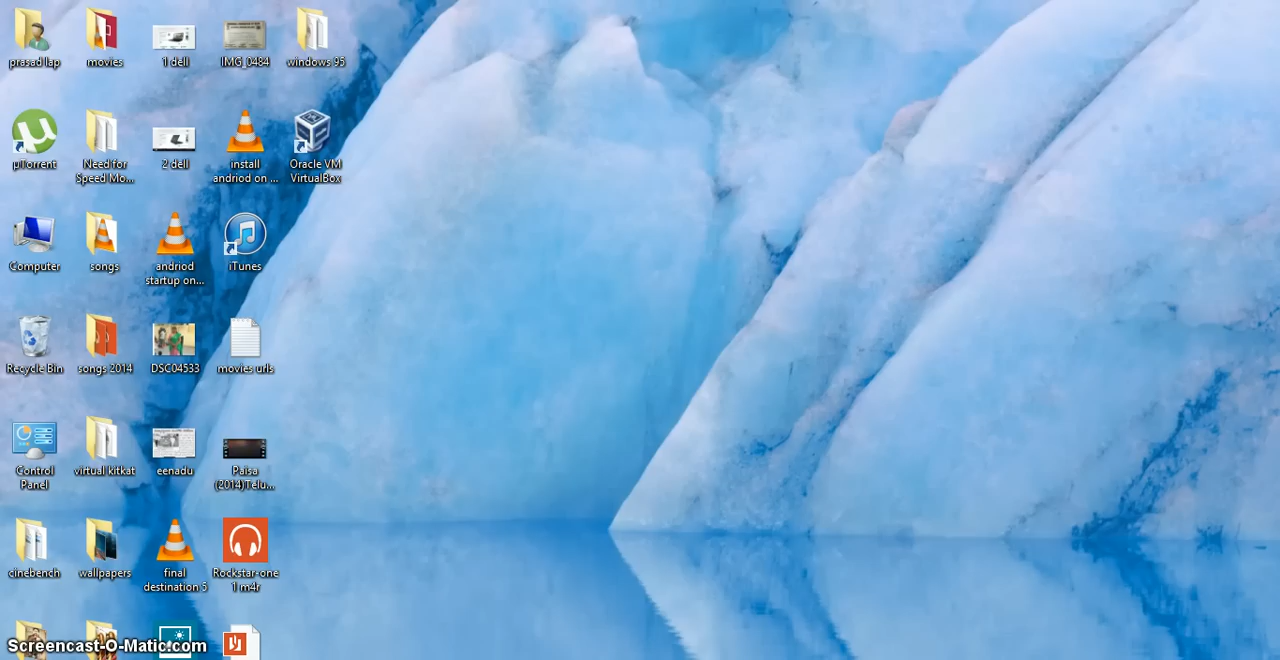 prasad lap
movies
1 dell
IMG_0484
windows 95
µTorrent
Need for
Speed Mo...
2 dell
install
andriod on ...
Oracle VM
VirtualBox
Computer
songs
andriod
startup on...
iTunes
Recycle Bin
songs 2014
DSC04533
movies urls
Control
Panel
virtual kitkat
eenadu
Paisa
(2014)Telu...
cinebench
wallpapers
final
destination 5
Rockstar-one
1 m4r
Screencast-O-Matic.com